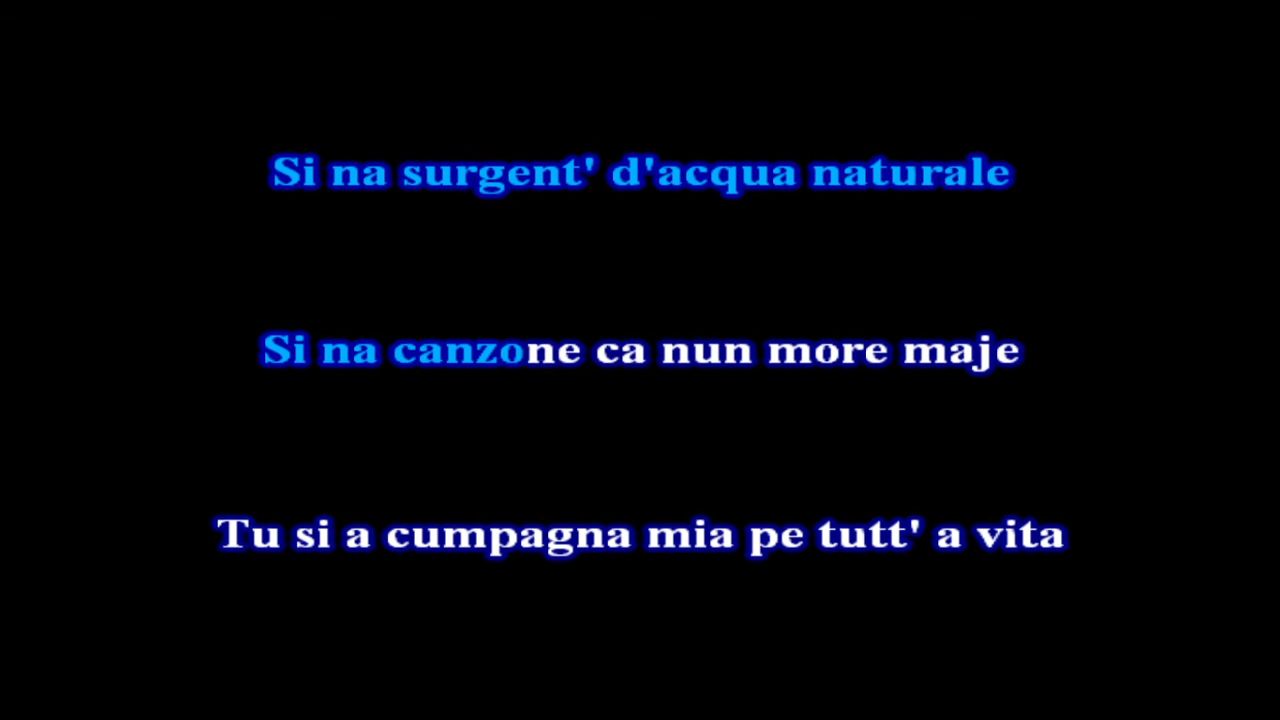 Si na surgent' d'acqua naturale
Si na canzone ca nun more maje
Tu si a cumpagna mia pe tutt' a vita